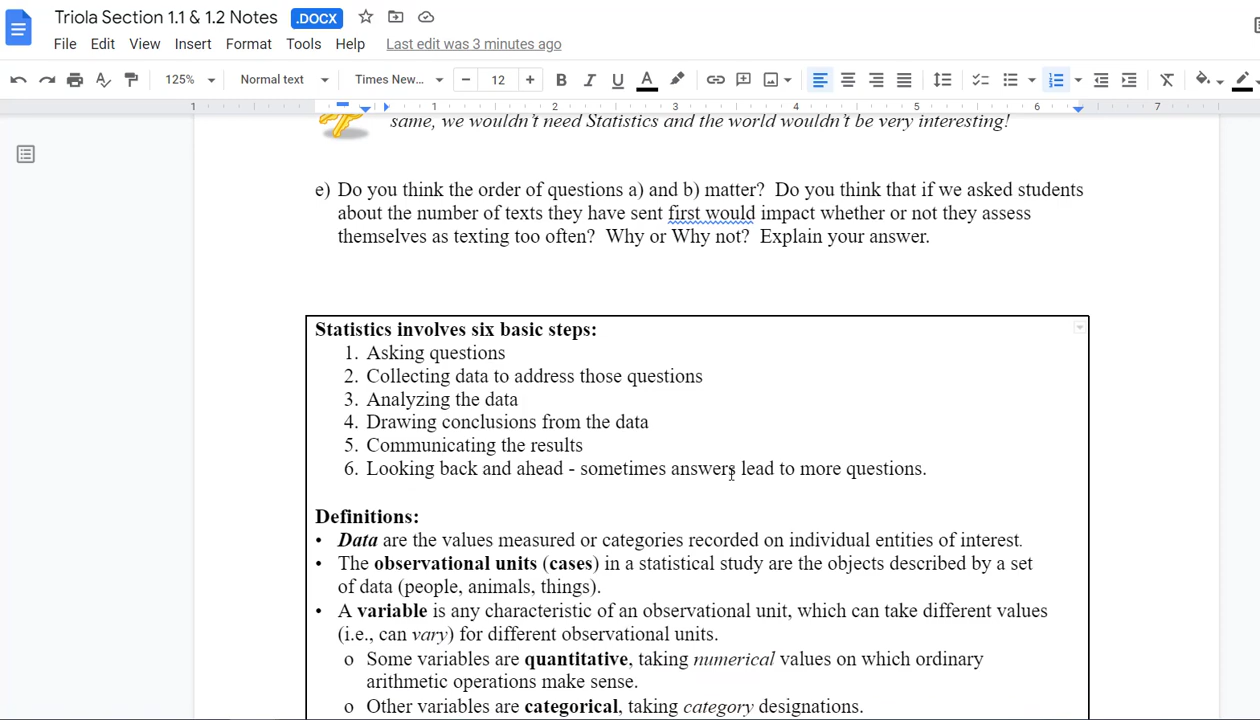 Triola Section 1.1 & 1.2 Notes .DOCX
File Edit View Insert Format Tools Help Last edit was 3 minutes ago
125% Normal text Times New... 12 B I U A
1 1 2 3 4 5 6 7
same, we wouldn't need Statistics and the world wouldn't be very interesting!
e) Do you think the order of questions a) and b) matter? Do you think that if we asked students
about the number of texts they have sent first would impact whether or not they assess
themselves as texting too often? Why or Why not? Explain your answer.
Statistics involves six basic steps:
1. Asking questions
2. Collecting data to address those questions
3. Analyzing the data
4. Drawing conclusions from the data
5. Communicating the results
6. Looking back and ahead - sometimes answers lead to more questions.
Definitions:
• Data are the values measured or categories recorded on individual entities of interest.
• The observational units (cases) in a statistical study are the objects described by a set
of data (people, animals, things).
• A variable is any characteristic of an observational unit, which can take different values
(i.e., can vary) for different observational units.
o Some variables are quantitative, taking numerical values on which ordinary
arithmetic operations make sense.
o Other variables are categorical, taking category designations.